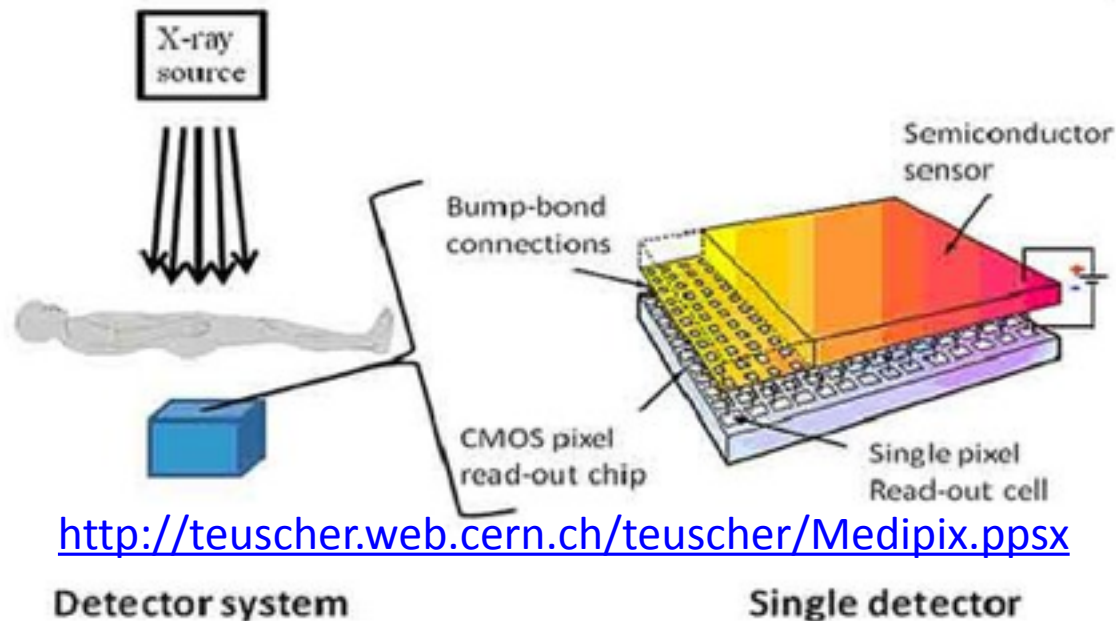 X-ray
source
Semiconductor
sensor
Bump-bond
connections
+
-
CMOS pixel
read-out chip
Single pixel
Read-out cell
http://teuscher.web.cern.ch/teuscher/Medipix.ppsx
Detector system
Single detector